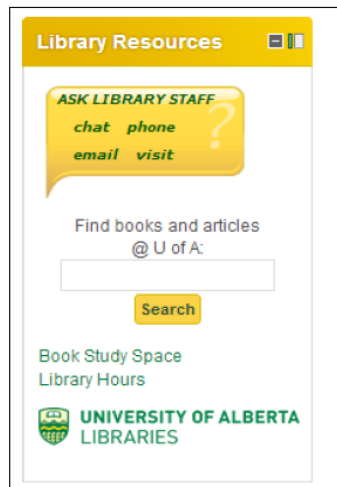 Library Resources
ASK LIBRARY STAFF
chat phone
email visit
?
Find books and articles
@ U of A:
Search
Book Study Space
Library Hours
UNIVERSITY OF ALBERTA
LIBRARIES